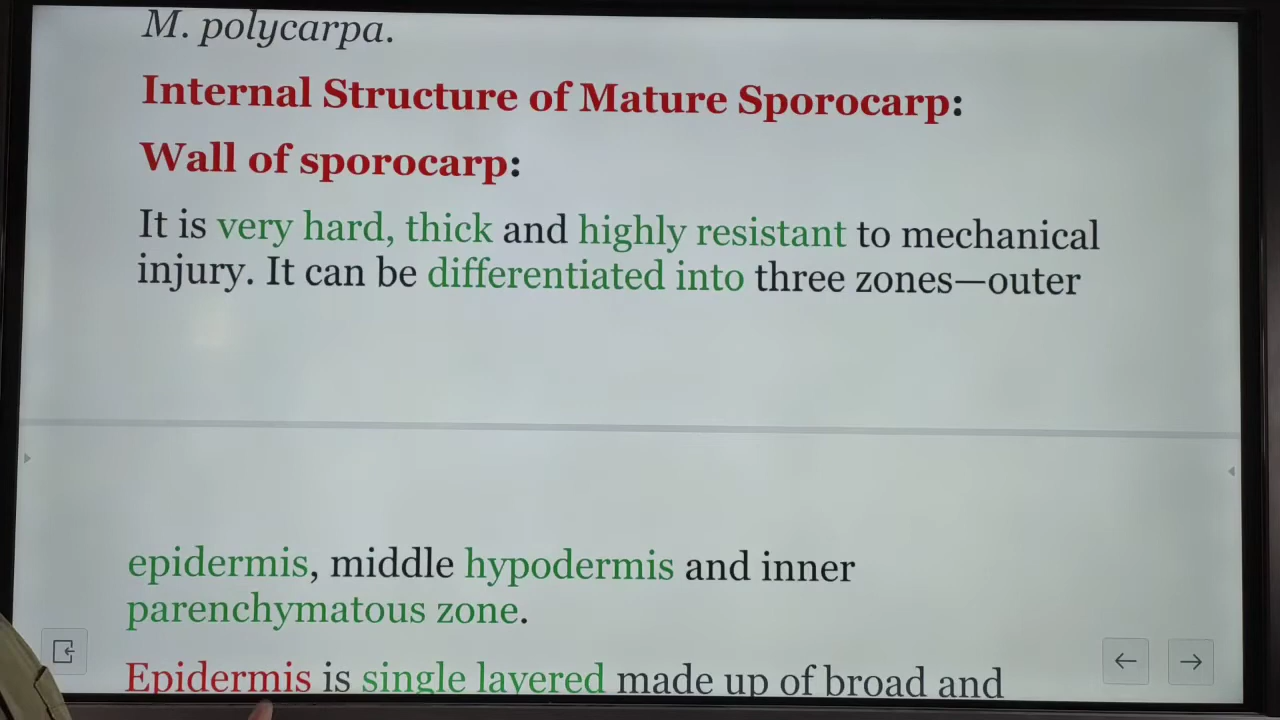 M. polycarpa.
Internal Structure of Mature Sporocarp:
Wall of sporocarp:
It is very hard, thick and highly resistant to mechanical
injury. It can be differentiated into three zones—outer
epidermis, middle hypodermis and inner
parenchymatous zone.
Epidermis is single layered made up of broad and